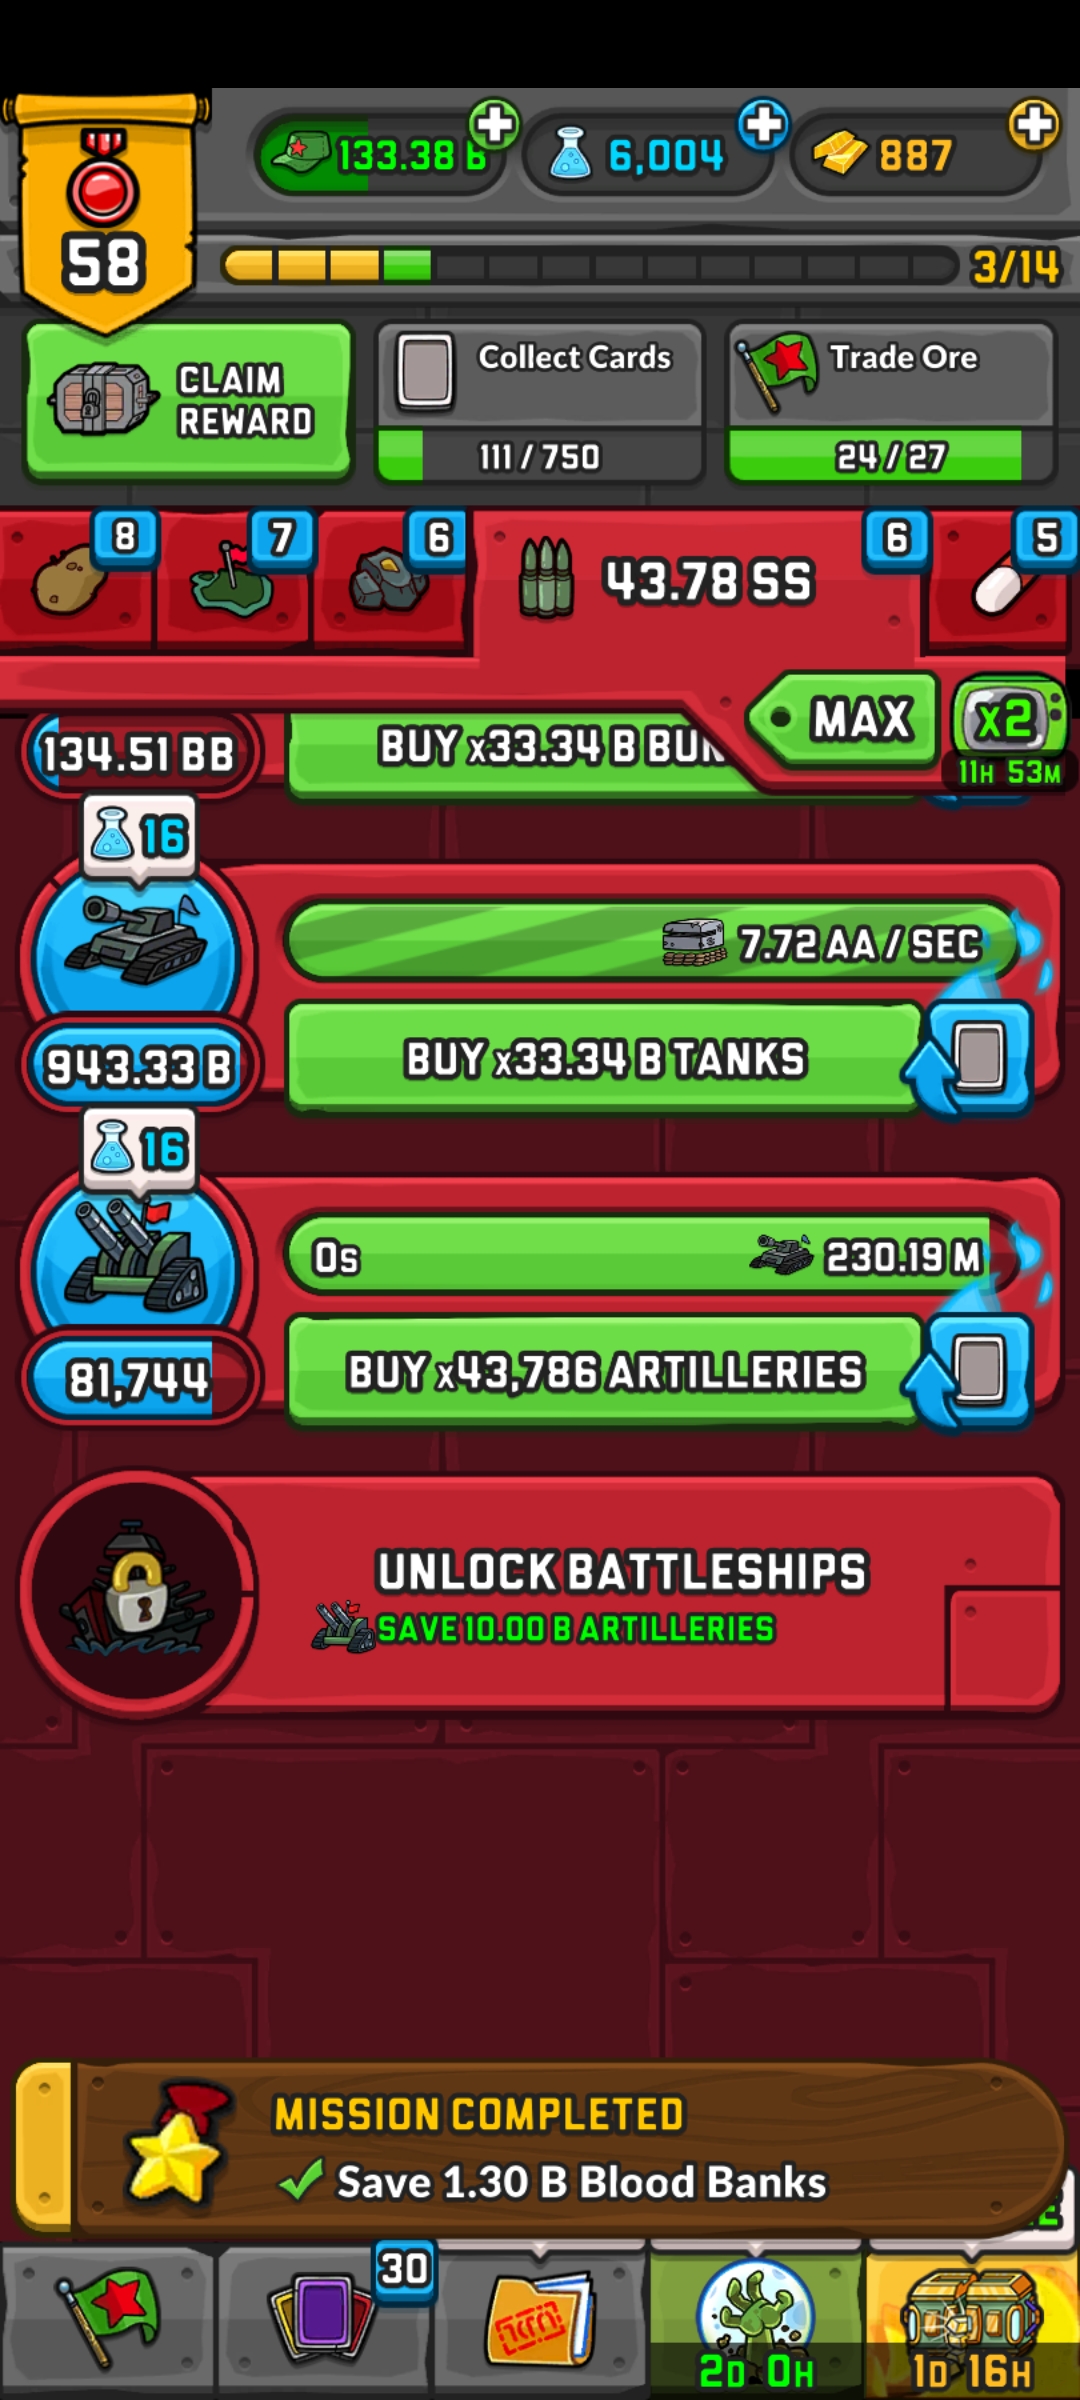 58
133.38 B
6,004
887
3/14
CLAIM
REWARD
Collect Cards
111 / 750
Trade Ore
24 / 27
8
7
6
43.78 SS
6
5
MAX
x2
11H 53M
134.51 BB
BUY x33.34 B
16
7.72 AA / SEC
943.33 B
BUY x33.34 B TANKS
16
0s
230.19 M
81,744
BUY x43,786 ARTILLERIES
UNLOCK BATTLESHIPS
SAVE 10.00 B ARTILLERIES
MISSION COMPLETED
Save 1.30 B Blood Banks
30
2D 0H
1D 16H